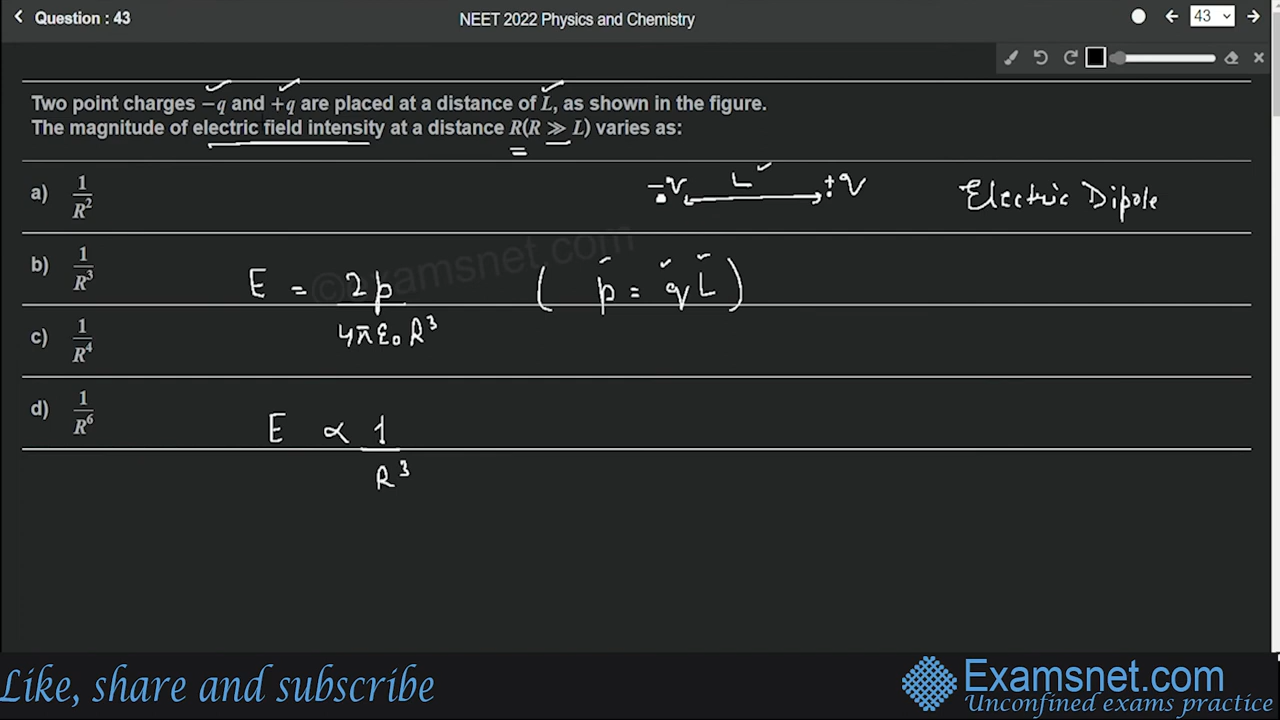 Question : 43
NEET 2022 Physics and Chemistry
43
Two point charges −q and +q are placed at a distance of L, as shown in the figure.
The magnitude of electric field intensity at a distance R(R ≫ L) varies as:
a) 1/R²
−q L +q
Electric Dipole
b) 1/R³
E = 2p / 4πε₀R³
( p = qL )
c) 1/R⁴
d) 1/R⁶
E ∝ 1/R³
©Examsnet.com
Like, share and subscribe
Examsnet.com
Unconfined exams practice